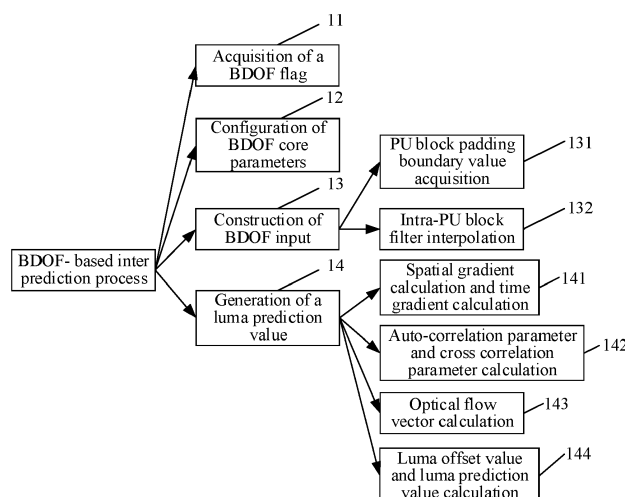 11
Acquisition of a
BDOF flag
12
Configuration of
BDOF core
parameters
13
Construction of
BDOF input
131
PU block padding
boundary value
acquisition
132
Intra-PU block
filter interpolation
BDOF- based inter
prediction process
14
Generation of a
luma prediction
value
Spatial gradient
calculation and time
gradient calculation
141
Auto-correlation parameter
and cross correlation
parameter calculation
142
Optical flow
vector calculation
143
Luma offset value
and luma prediction
value calculation
144